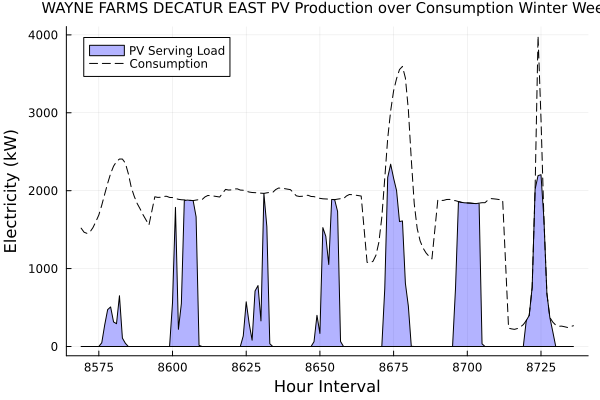 WAYNE FARMS DECATUR EAST PV Production over Consumption Winter
4000
3000
2000
1000
0
Electricity (kW)
PV Serving Load
Consumption
8575
8600
8625
8650
8675
8700
8725
Hour Interval